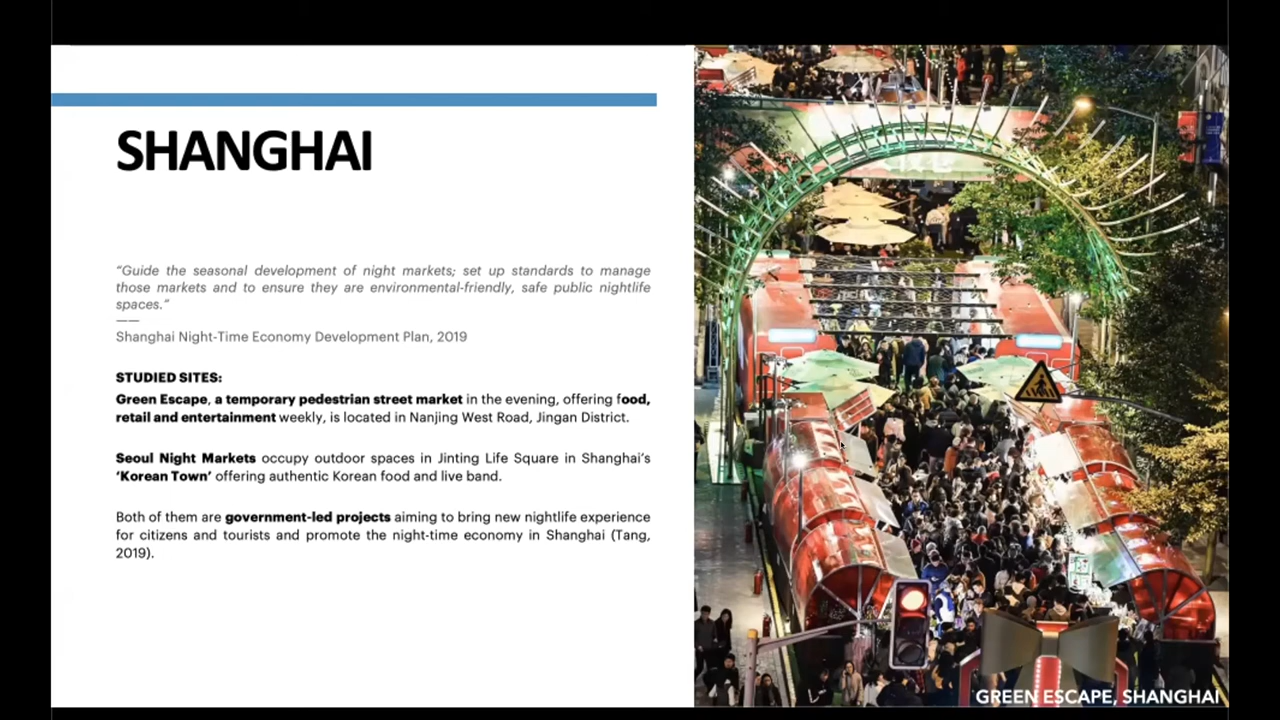 SHANGHAI
“Guide the seasonal development of night markets; set up standards to manage
those markets and to ensure they are environmental-friendly, safe public nightlife
spaces.”
——
Shanghai Night-Time Economy Development Plan, 2019
STUDIED SITES:
Green Escape, a temporary pedestrian street market in the evening, offering food,
retail and entertainment weekly, is located in Nanjing West Road, Jingan District.
Seoul Night Markets occupy outdoor spaces in Jinting Life Square in Shanghai’s
‘Korean Town’ offering authentic Korean food and live band.
Both of them are government-led projects aiming to bring new nightlife experience
for citizens and tourists and promote the night-time economy in Shanghai (Tang,
2019).
GREEN ESCAPE, SHANGHAI